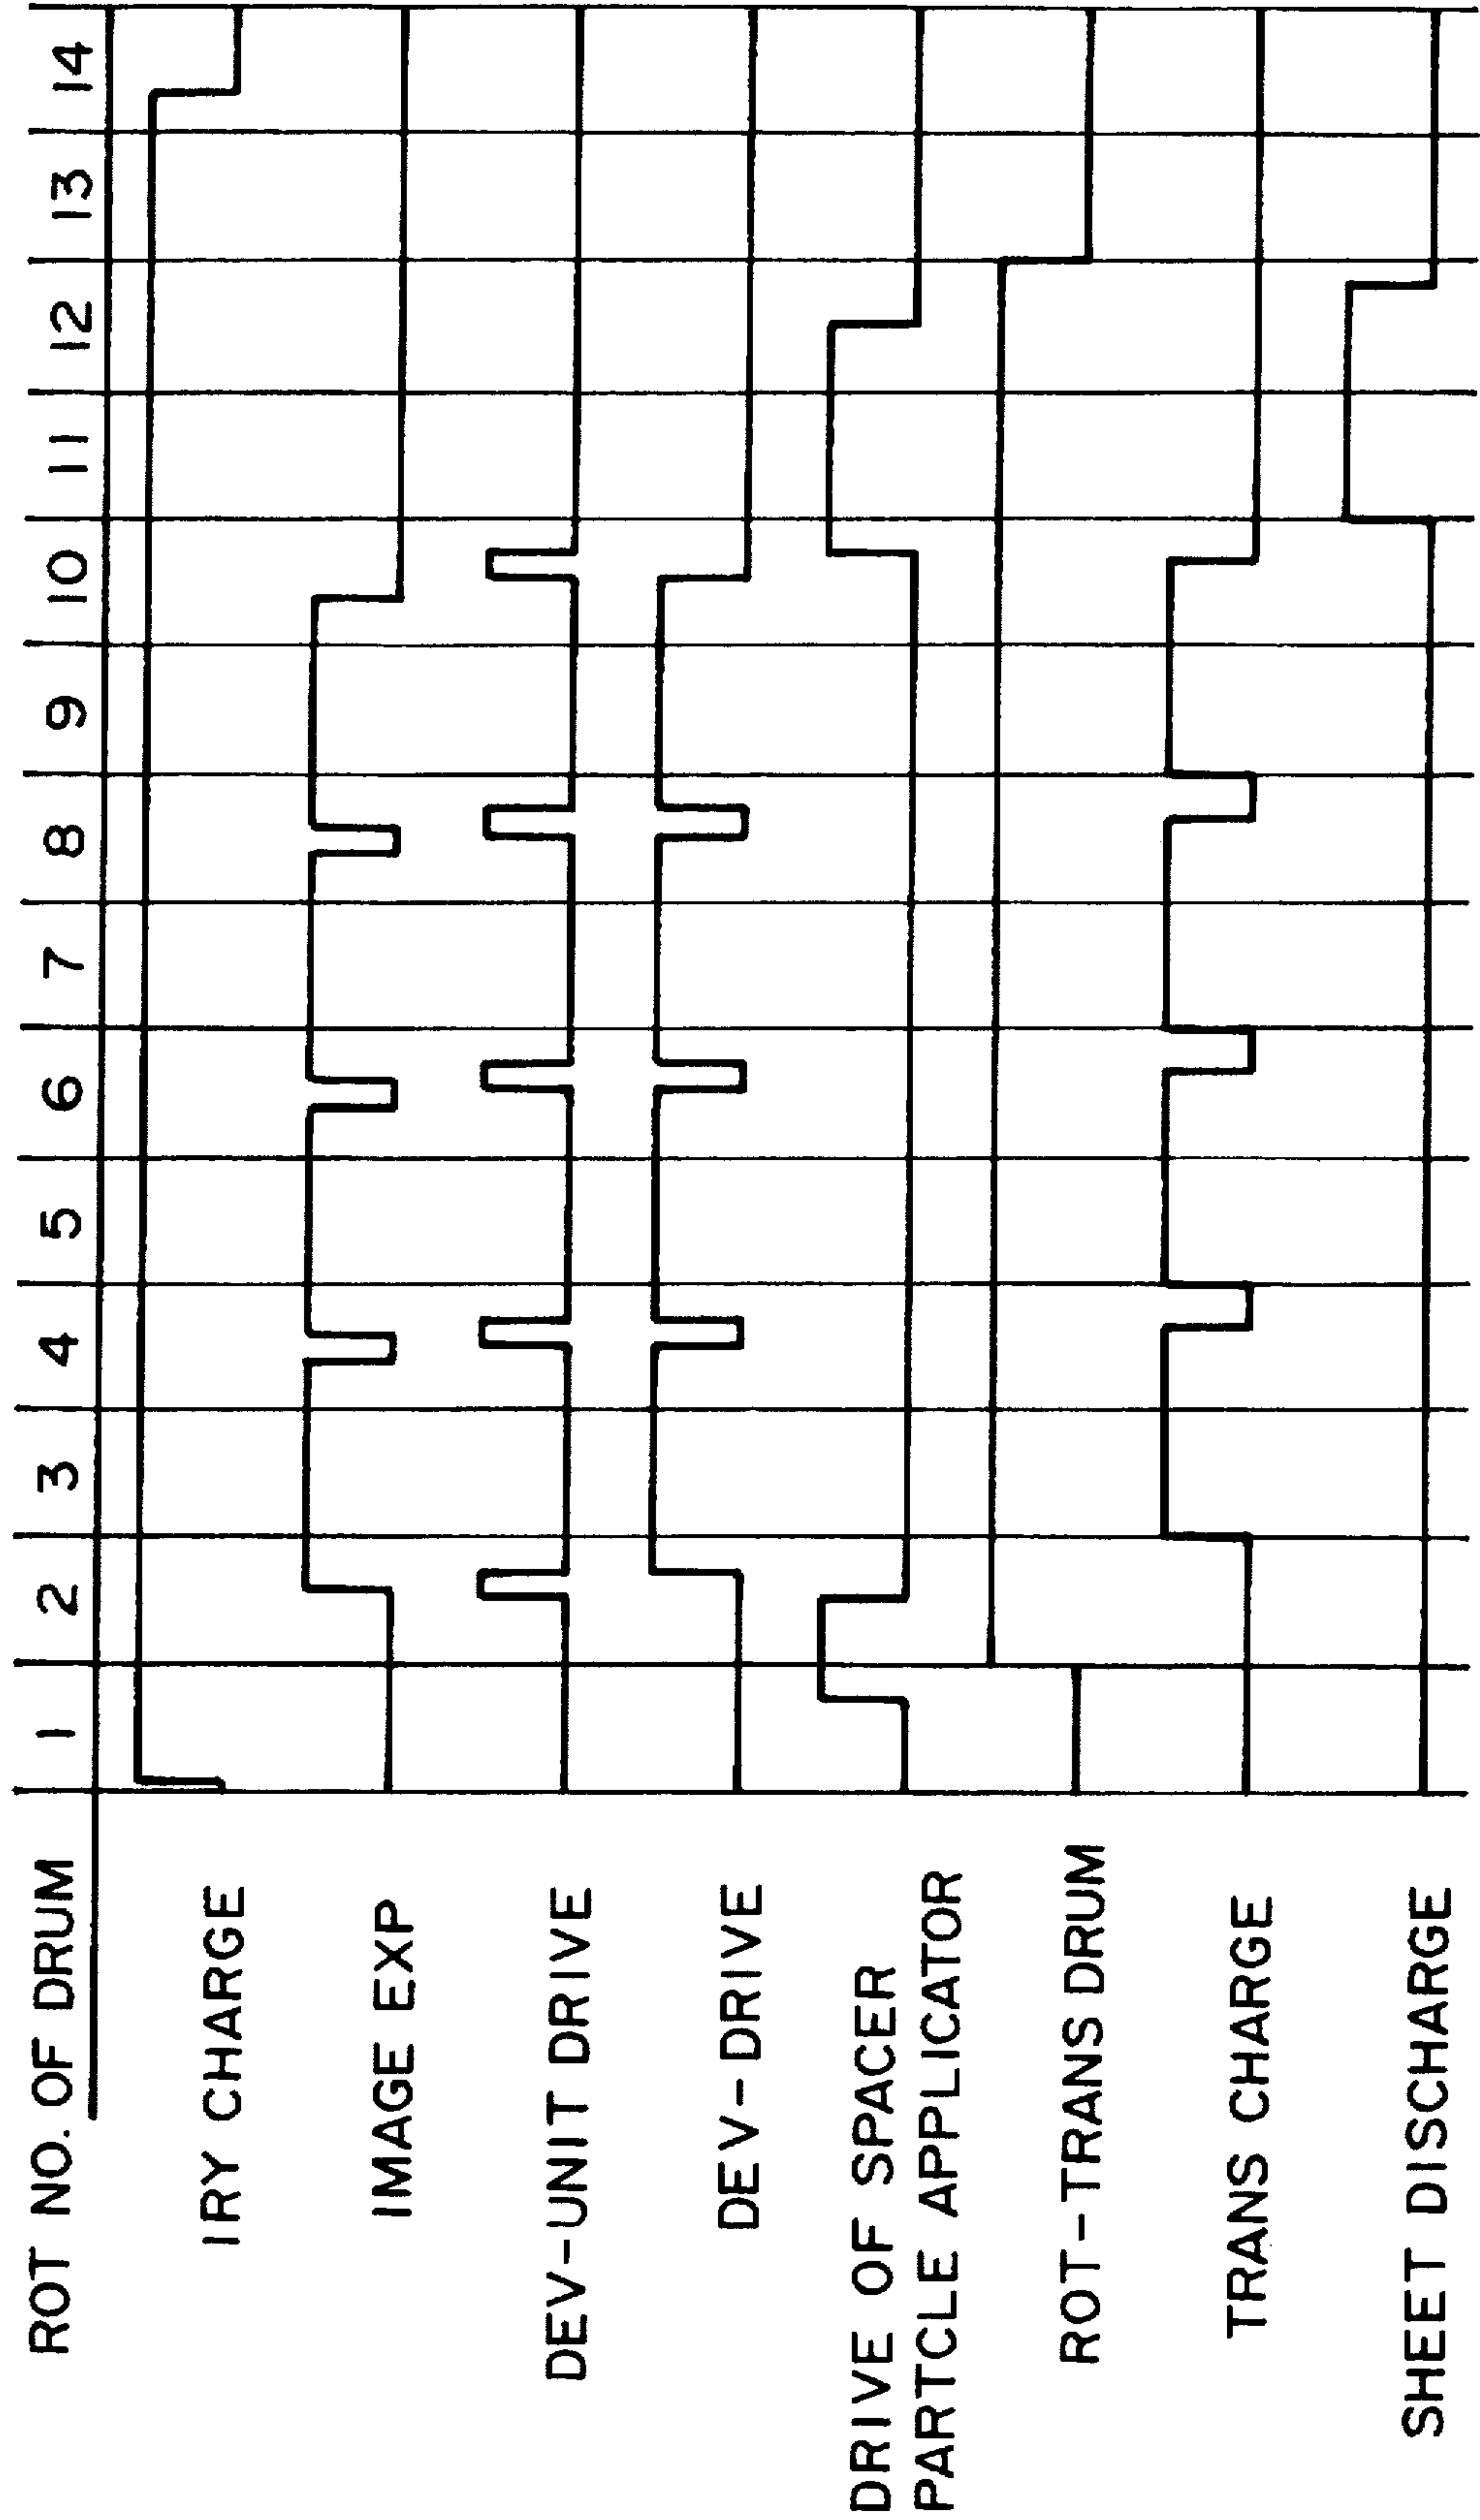 ROT NO. OF DRUM 1 2 3 4 5 6 7 8 9 10 11 12 13 14
IRY CHARGE
IMAGE EXP
DEV-UNIT DRIVE
DEV-DRIVE
DRIVE OF SPACER
PARTCLE APPLICATOR
ROT-TRANS DRUM
TRANS CHARGE
SHEET DISCHARGE